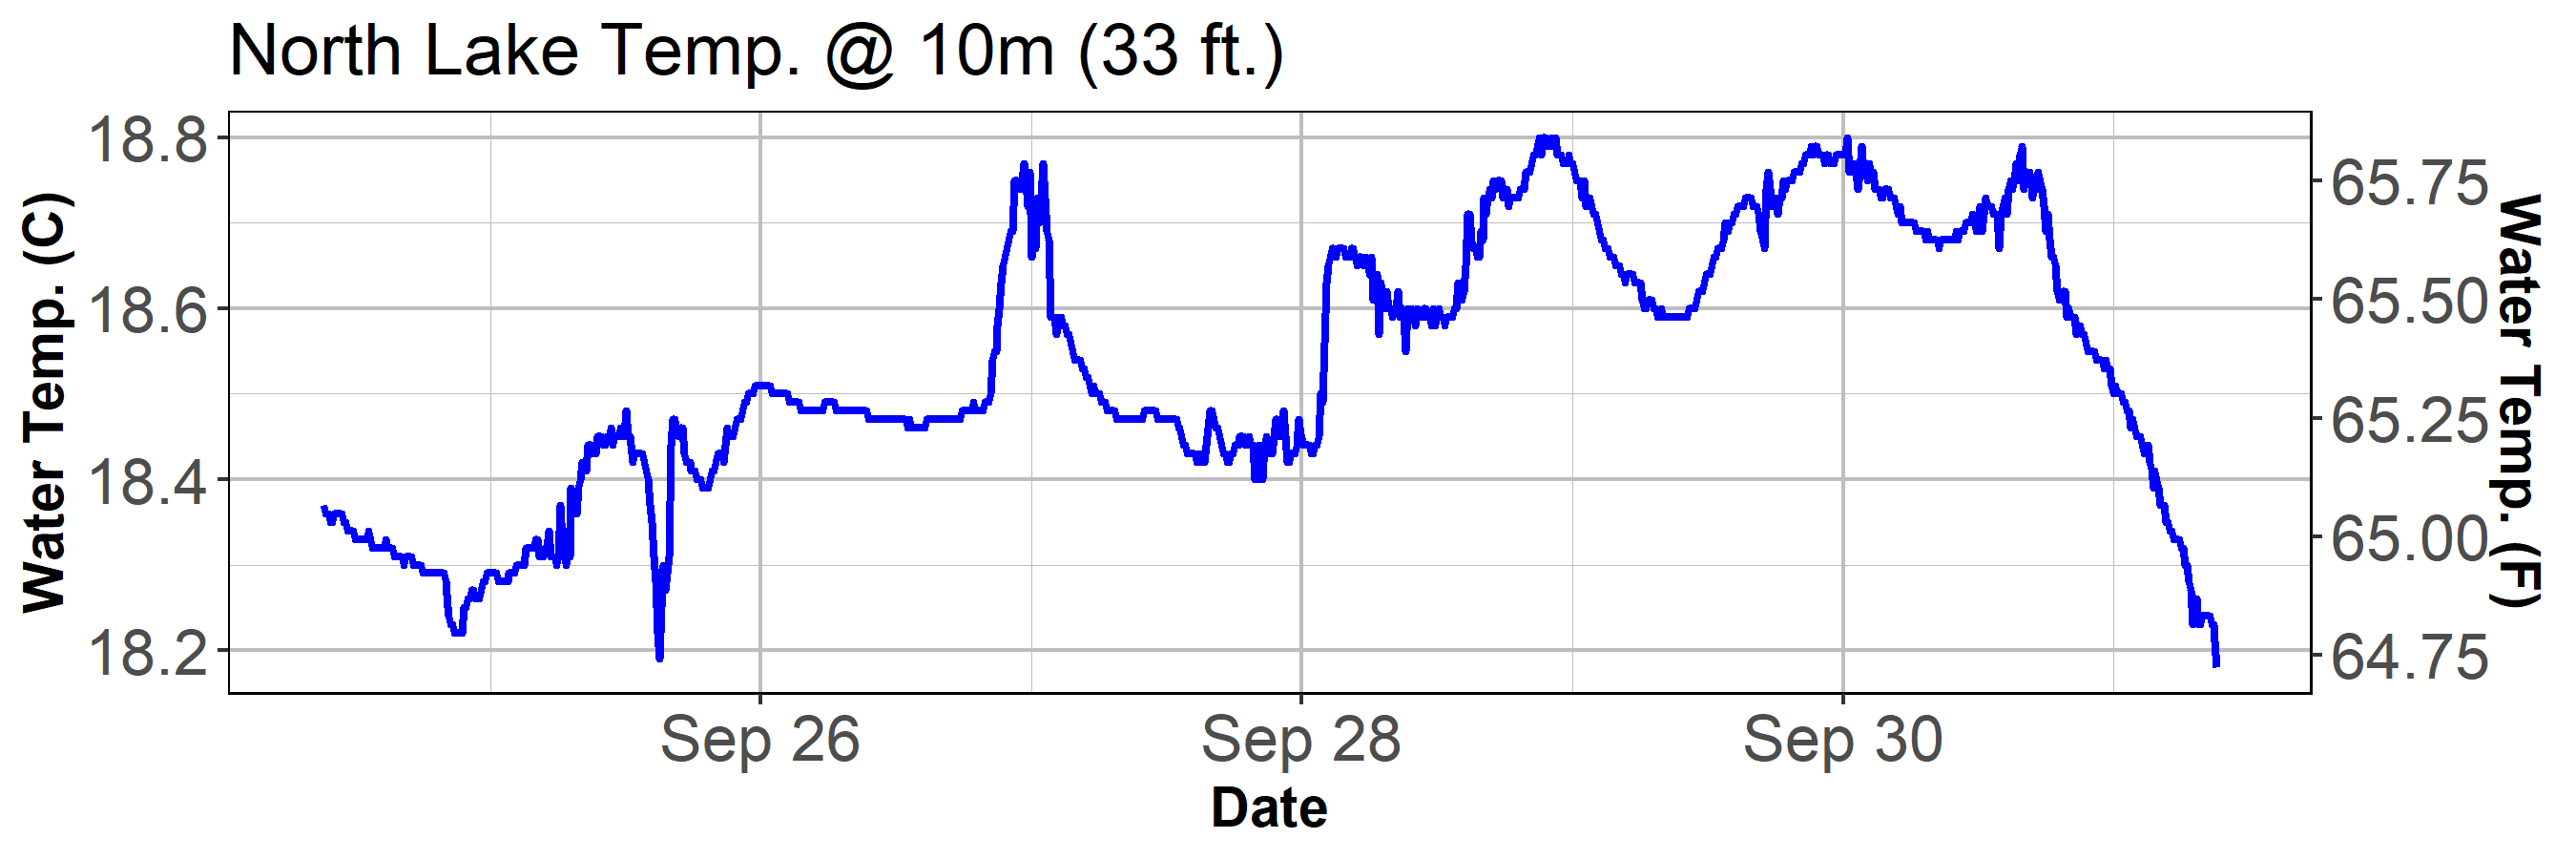 North Lake Temp. @ 10m (33 ft.)
Water Temp. (C)
18.8
18.6
18.4
18.2
65.75
65.50
65.25
65.00
64.75
Water Temp. (F)
Sep 26
Sep 28
Sep 30
Date